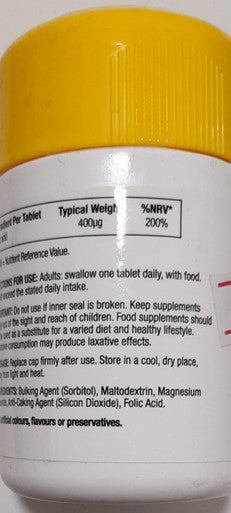 Per Tablet Typical Weight %NRV*
400µg 200%
= Nutrient Reference Value.
FOR USE: Adults: swallow one tablet daily, with food.
exceed the stated daily intake.
Do not use if inner seal is broken. Keep supplements
out of the sight and reach of children. Food supplements should
used as a substitute for a varied diet and healthy lifestyle.
consumption may produce laxative effects.
Replace cap firmly after use. Store in a cool, dry place,
from light and heat.
Bulking Agent (Sorbitol), Maltodextrin, Magnesium
Anti-Caking Agent (Silicon Dioxide), Folic Acid.
artificial colours, flavours or preservatives.